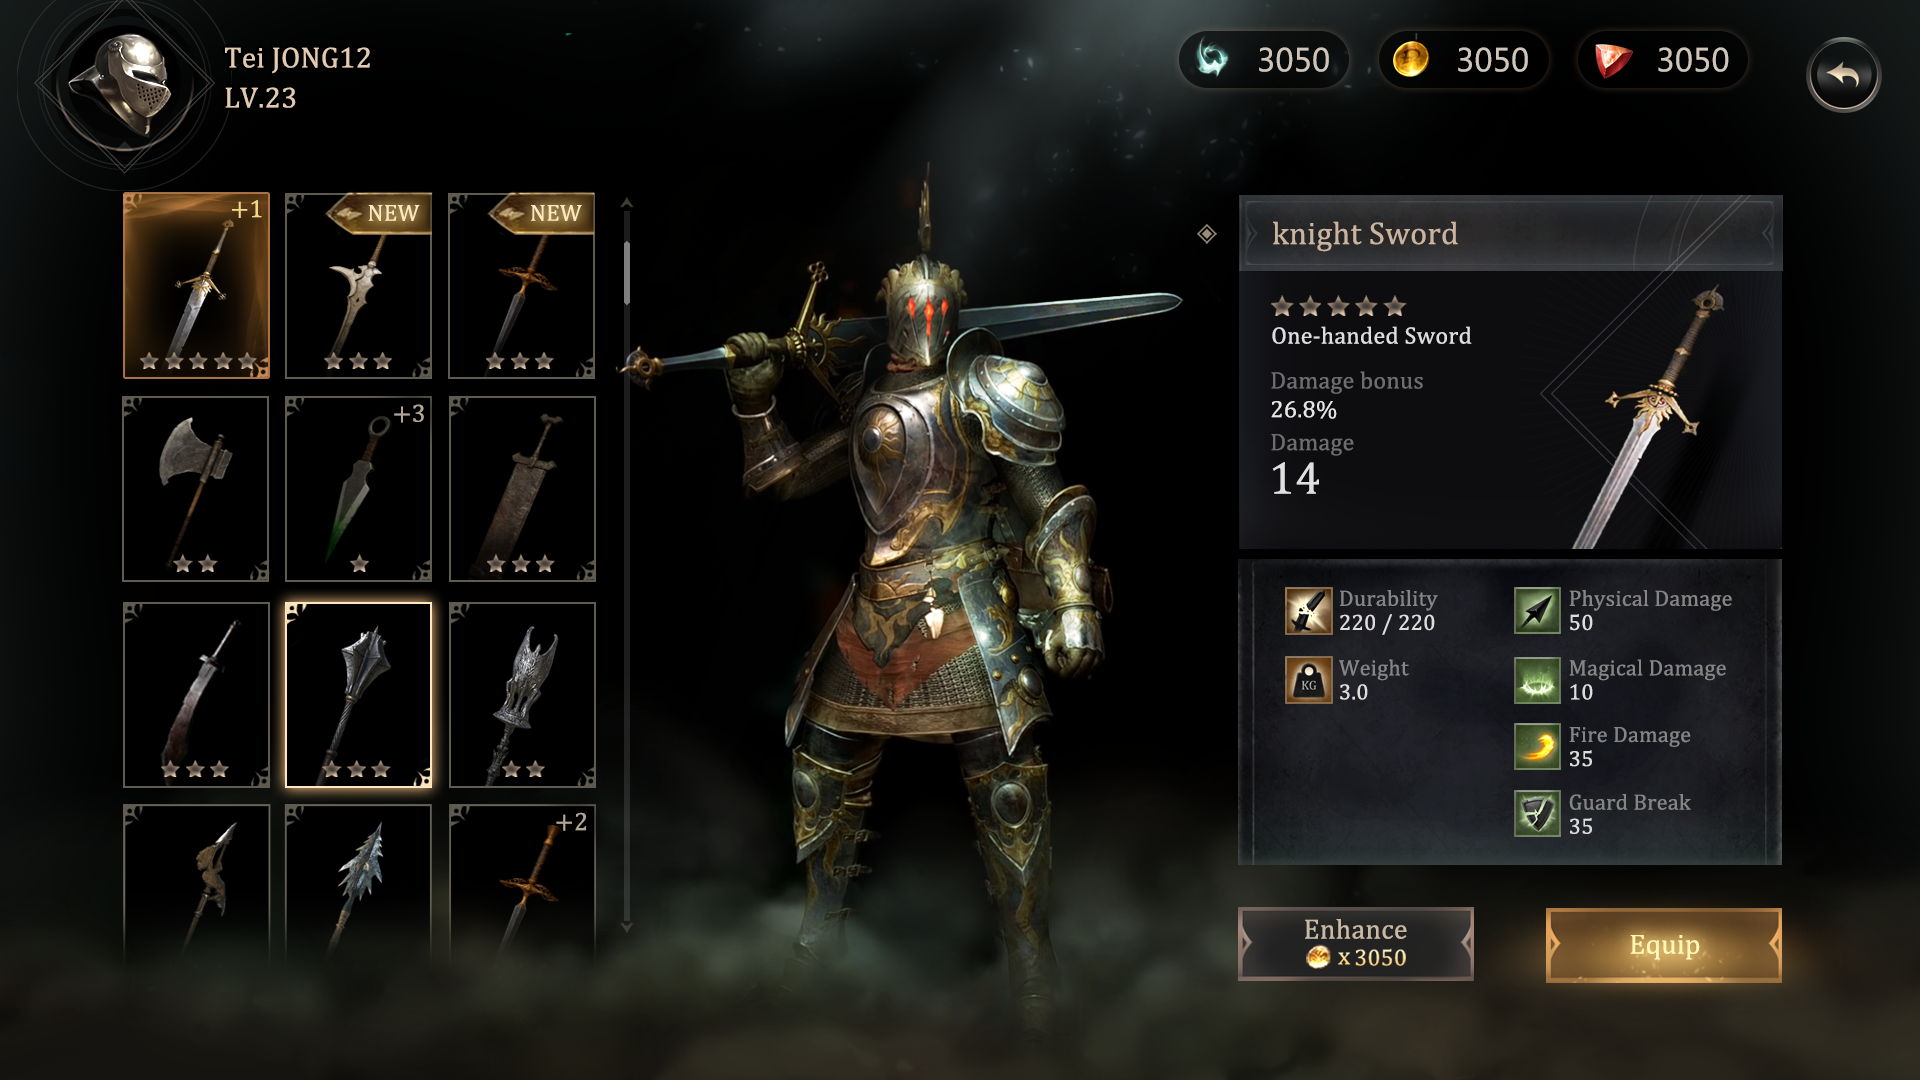 Tei JONG12
LV.23
3050
3050
3050
+1
NEW
NEW
+3
+2
knight Sword
One-handed Sword
Damage bonus
26.8%
Damage
14
Durability
220 / 220
Weight
3.0
KG
Physical Damage
50
Magical Damage
10
Fire Damage
35
Guard Break
35
Enhance
x 3050
Equip